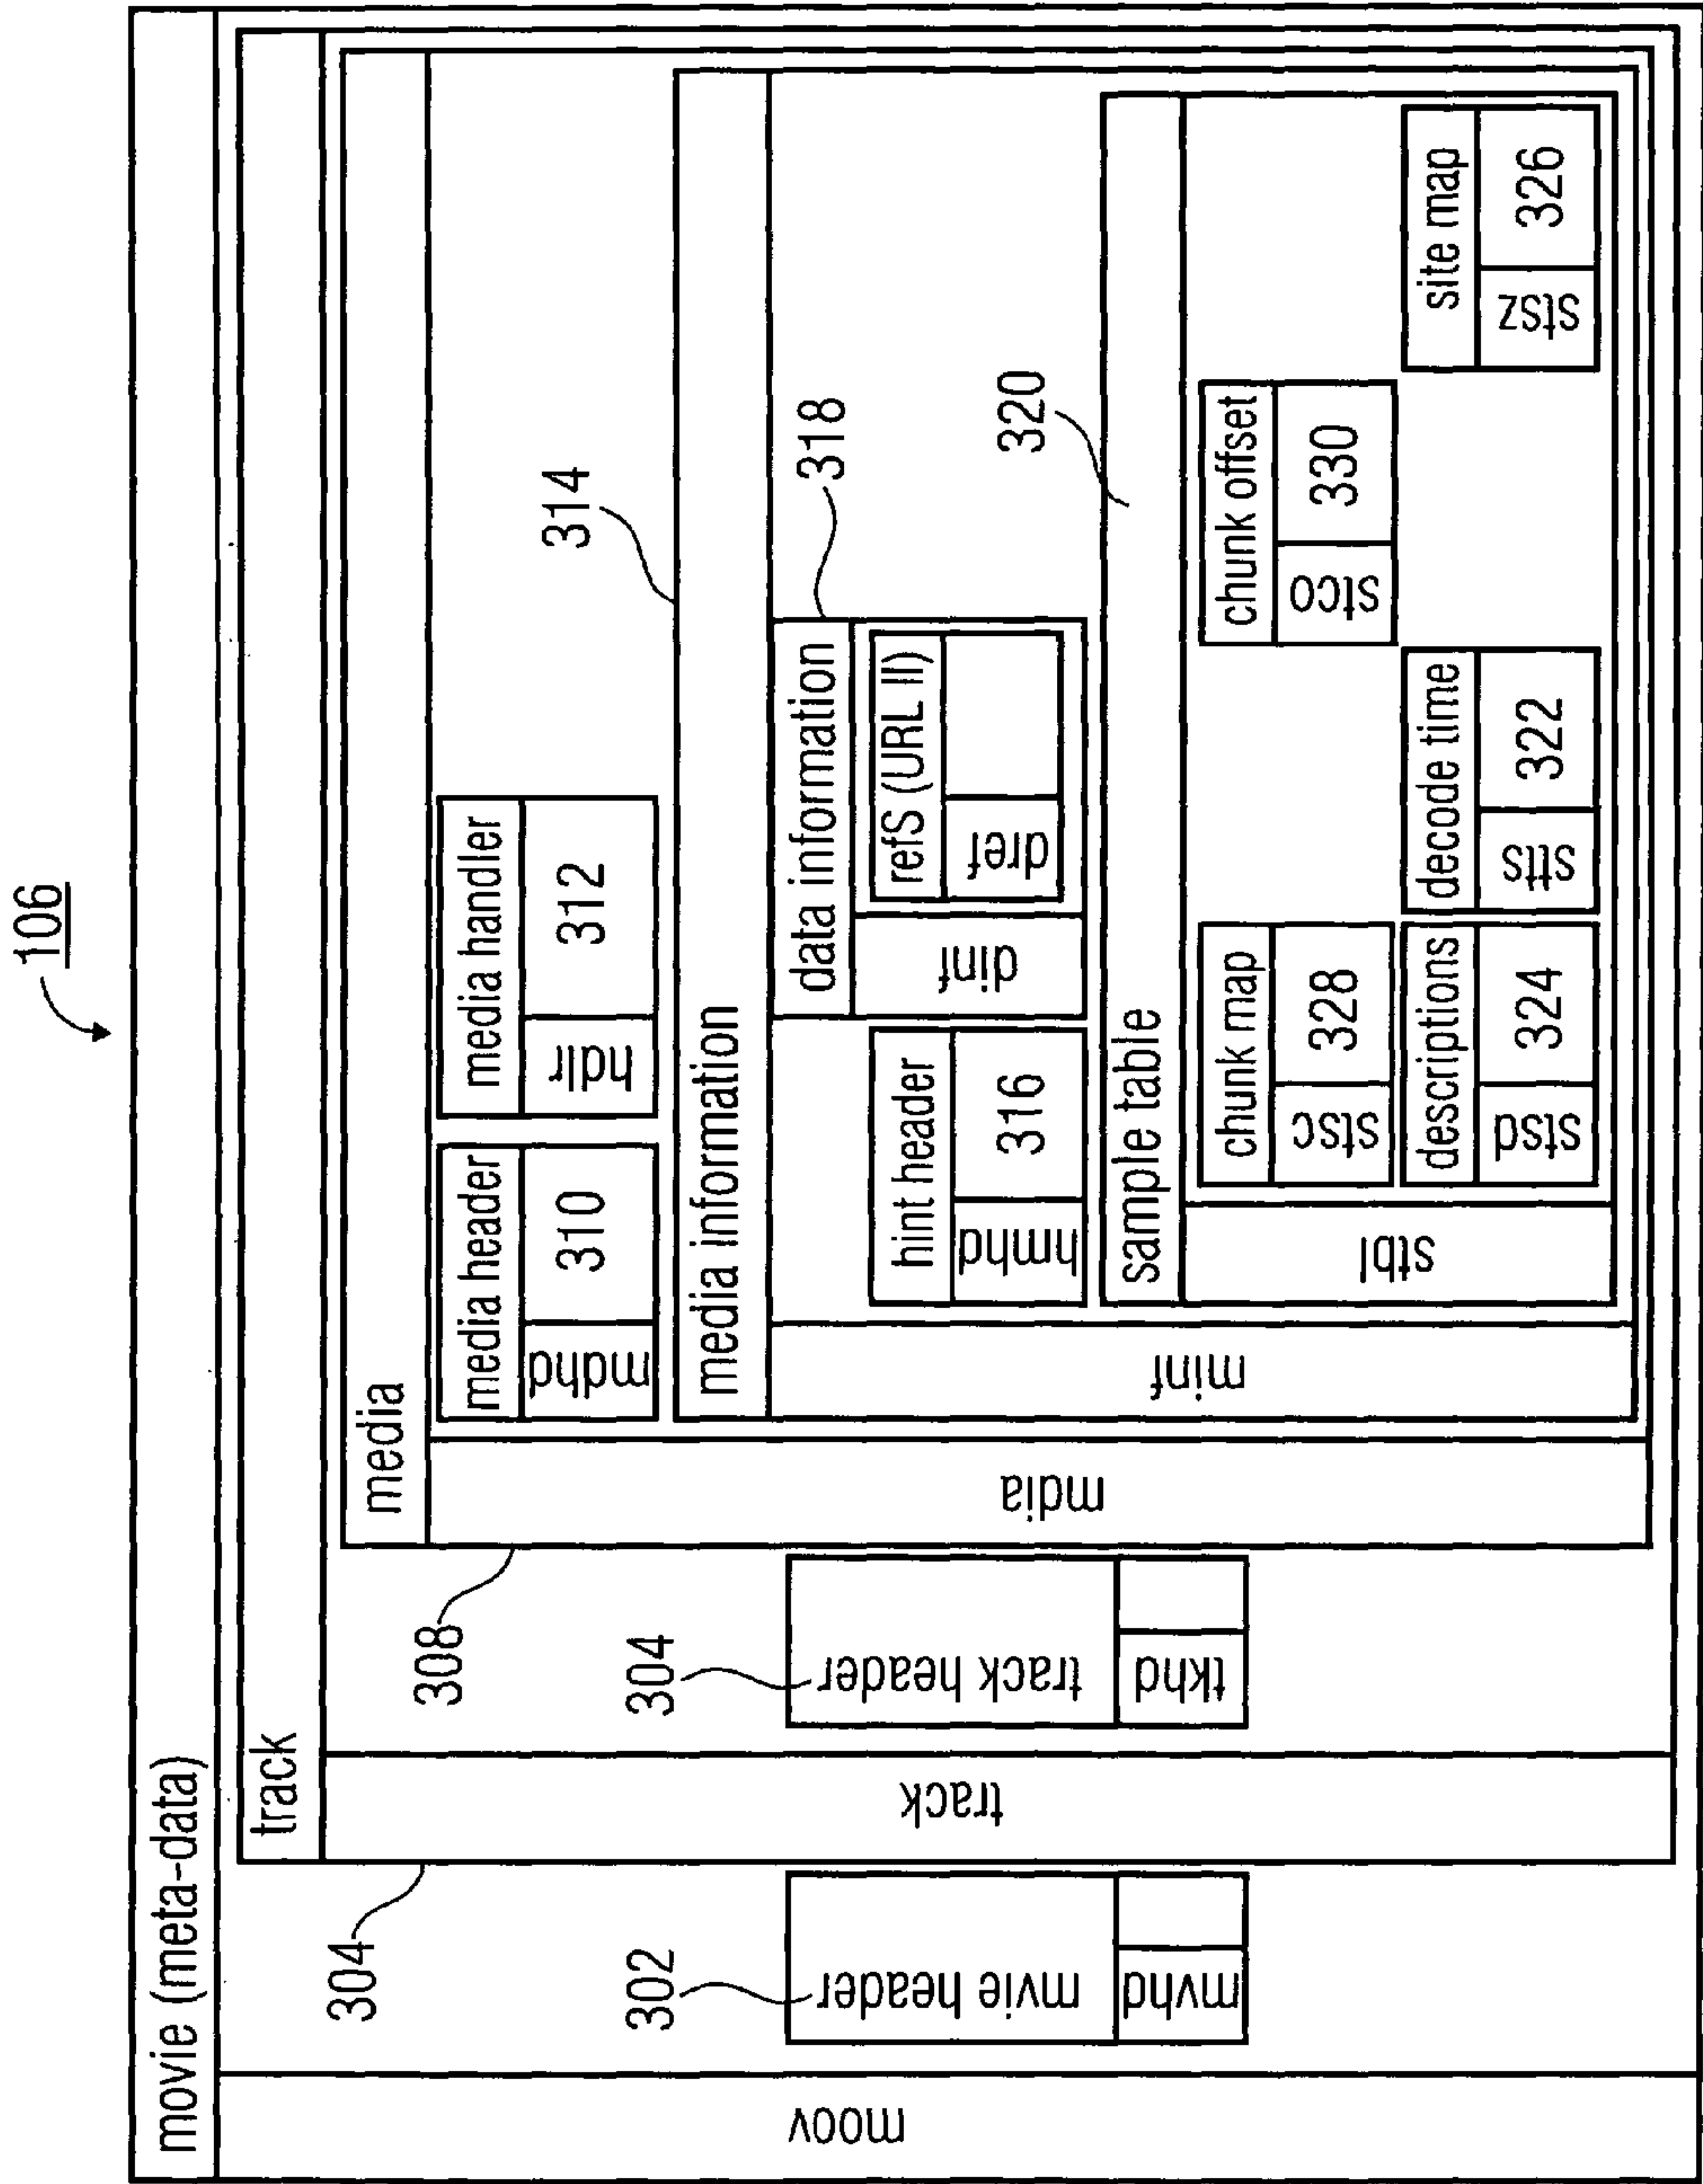 106
movie (meta-data)
moov
302
mvie header
mvhd
304
track
track
304
track header
tkhd
308
media
mdia
media header
mdhd
310
media handler
hdlr
312
314
media information
minf
hint header
hmhd
316
318
data information
dinf
refS (URL II)
dref
320
sample table
stbl
chunk map
stsc
328
chunk offset
stco
330
descriptions
stsd
324
decode time
stts
322
site map
stsz
326